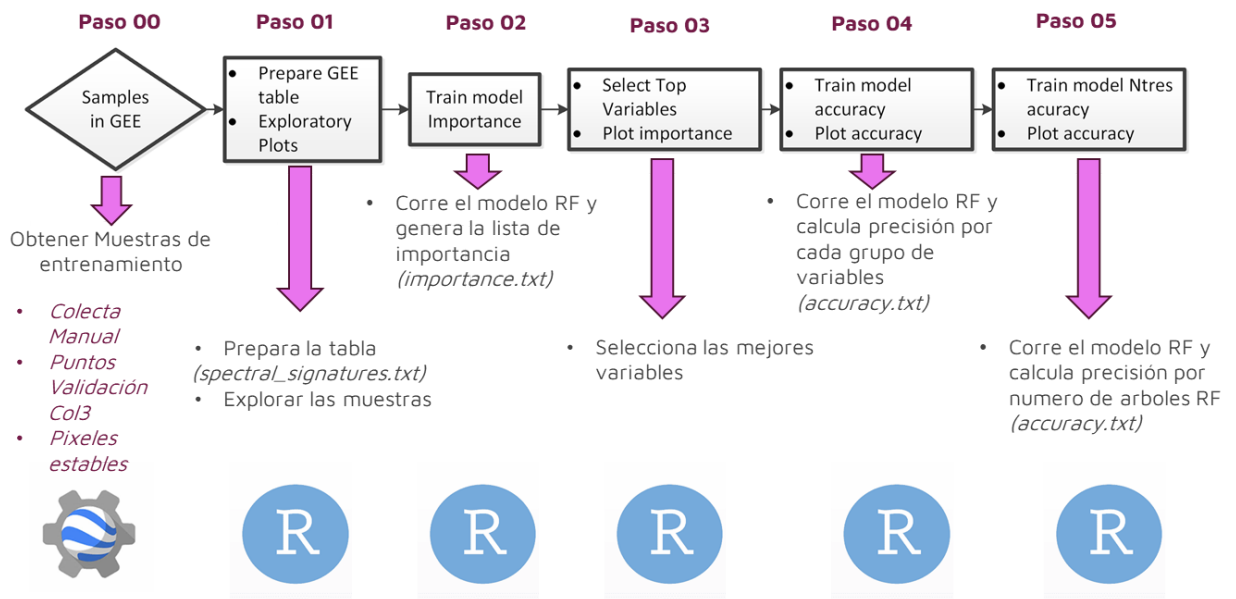 Paso 00
Paso 01
Paso 02
Paso 03
Paso 04
Paso 05
Samples
in GEE
• Prepare GEE
table
• Exploratory
Plots
Train model
Importance
• Select Top
Variables
• Plot importance
• Train model
accuracy
• Plot accuracy
• Train model Ntres
acuracy
• Plot accuracy
Obtener Muestras de
entrenamiento
• Colecta
Manual
• Puntos
Validación
Col3
• Pixeles
estables
• Prepara la tabla
(spectral_signatures.txt)
• Explorar las muestras
• Corre el modelo RF y
genera la lista de
importancia
(importance.txt)
• Selecciona las mejores
variables
• Corre el modelo RF y
calcula precisión por
cada grupo de
variables
(accuracy.txt)
• Corre el modelo RF y
calcula precisión por
numero de arboles RF
(accuracy.txt)
R
R
R
R
R